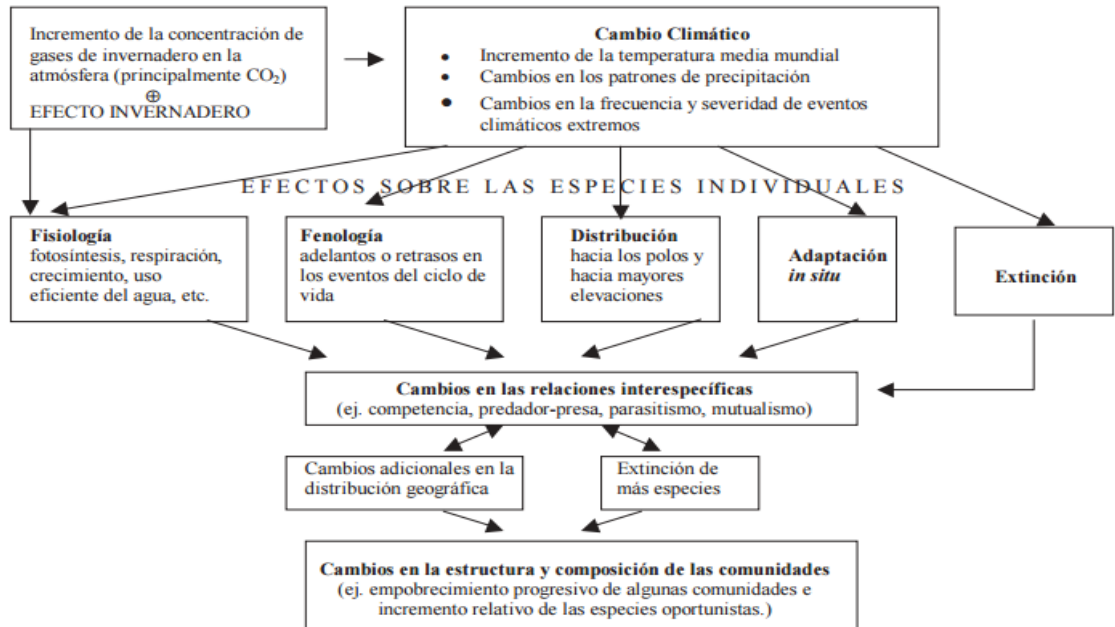 Incremento de la concentración de
gases de invernadero en la
atmósfera (principalmente CO₂)
⊕
EFECTO INVERNADERO
Cambio Climático
• Incremento de la temperatura media mundial
• Cambios en los patrones de precipitación
• Cambios en la frecuencia y severidad de eventos
climáticos extremos
EFECTOS SOBRE LAS ESPECIES INDIVIDUALES
Fisiología
fotosíntesis, respiración,
crecimiento, uso
eficiente del agua, etc.
Fenología
adelantos o retrasos en
los eventos del ciclo de
vida
Distribución
hacia los polos y
hacia mayores
elevaciones
Adaptación
in situ
Extinción
Cambios en las relaciones interespecíficas
(ej. competencia, predador-presa, parasitismo, mutualismo)
Cambios adicionales en la
distribución geográfica
Extinción de
más especies
Cambios en la estructura y composición de las comunidades
(ej. empobrecimiento progresivo de algunas comunidades e
incremento relativo de las especies oportunistas.)